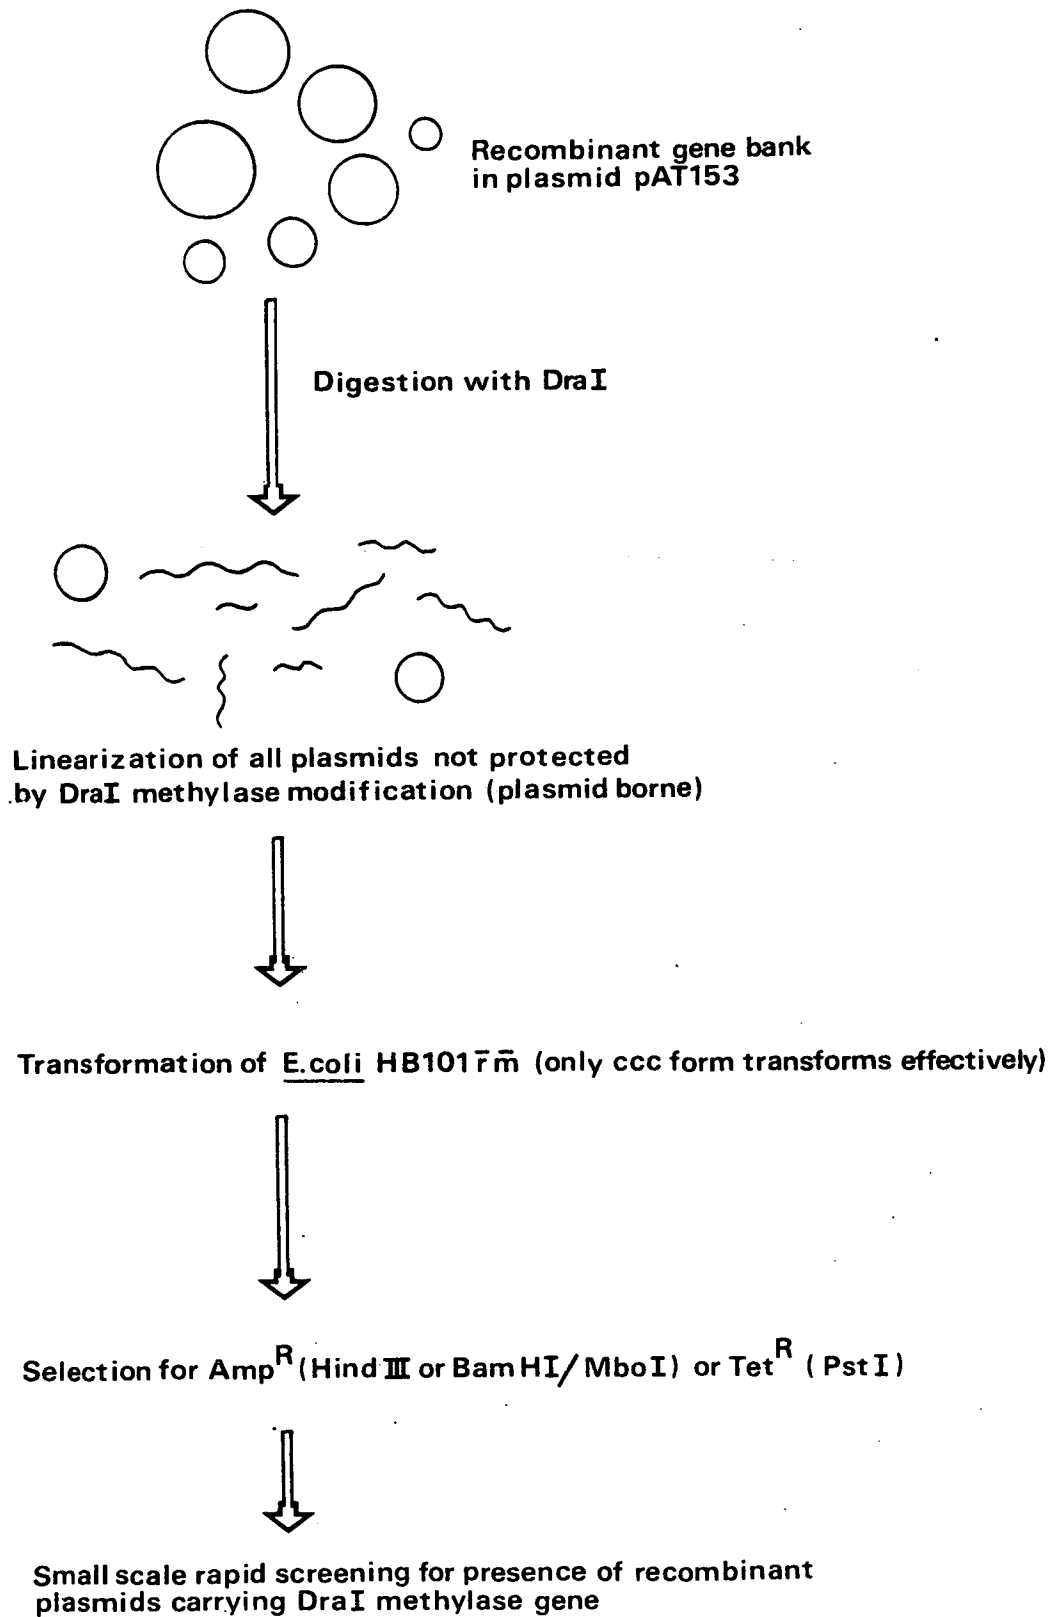 Recombinant gene bank
in plasmid pAT153
Digestion with DraI
Linearization of all plasmids not protected
by DraI methylase modification (plasmid borne)
Transformation of E.coli HB101 r̄ m̄ (only ccc form transforms effectively)
Selection for Amp^R (Hind III or Bam HI/MboI) or Tet^R (PstI)
Small scale rapid screening for presence of recombinant
plasmids carrying DraI methylase gene